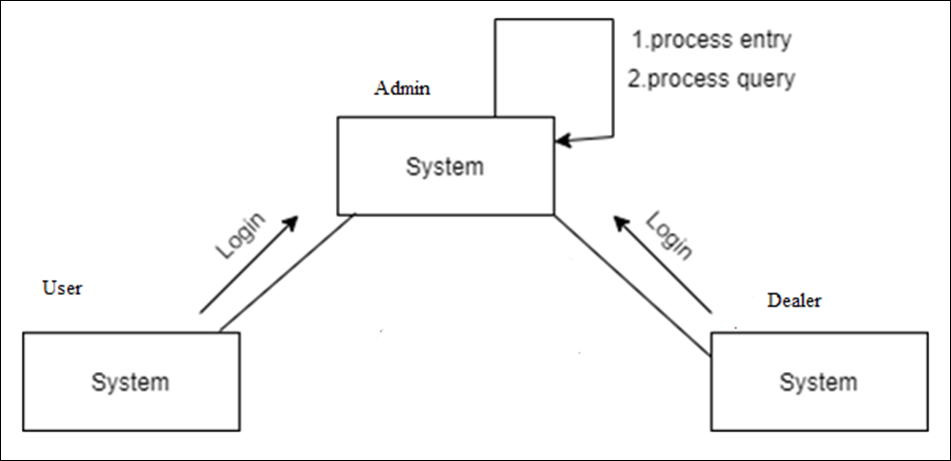 1.process entry
2.process query
Admin
System
Login
Login
User
Dealer
System
System